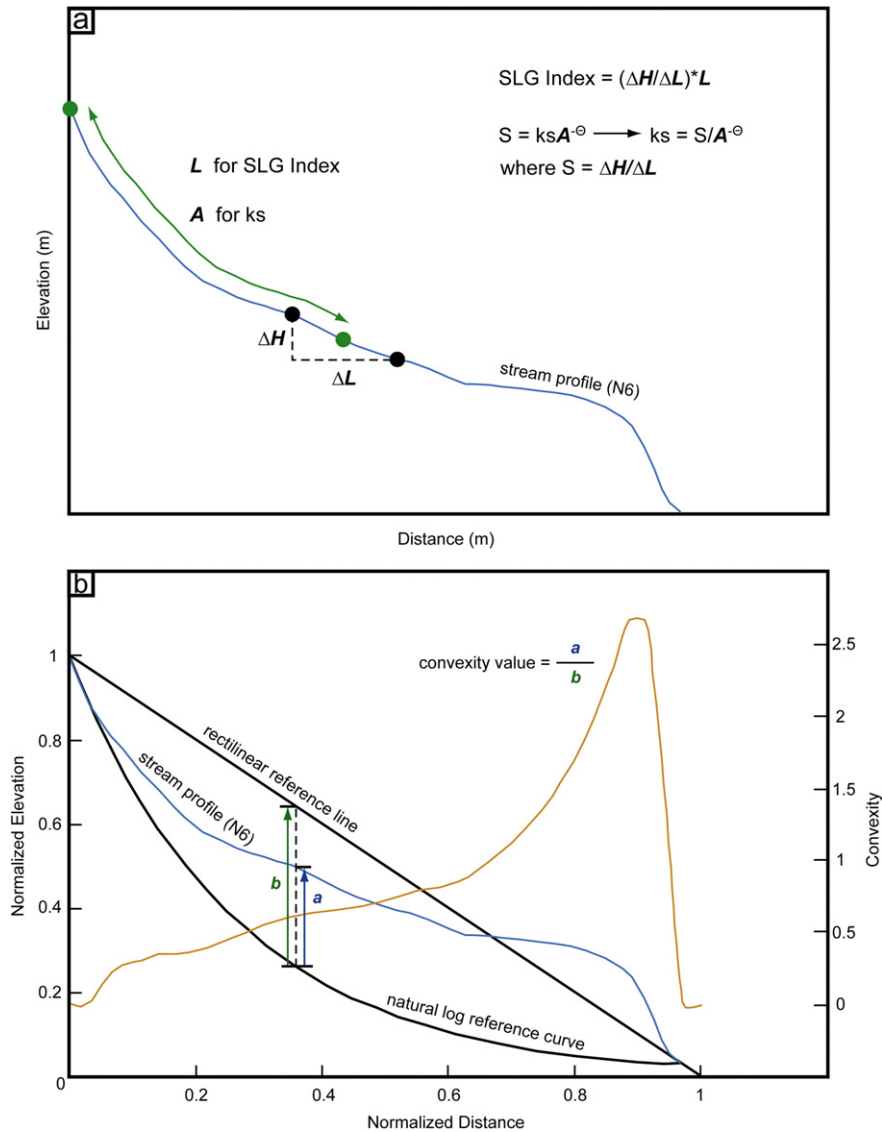 a
SLG Index = (ΔH/ΔL)*L
S = ksA^-Θ → ks = S/A^-Θ
where S = ΔH/ΔL
L for SLG Index
A for ks
ΔH
ΔL
stream profile (N6)
Elevation (m)
Distance (m)
b
convexity value = a
b
rectilinear reference line
stream profile (N6)
b
a
natural log reference curve
Normalized Elevation
1
0.8
0.6
0.4
0.2
0
0.2
0.4
0.6
0.8
1
Normalized Distance
2.5
2
1.5
1
0.5
0
Convexity